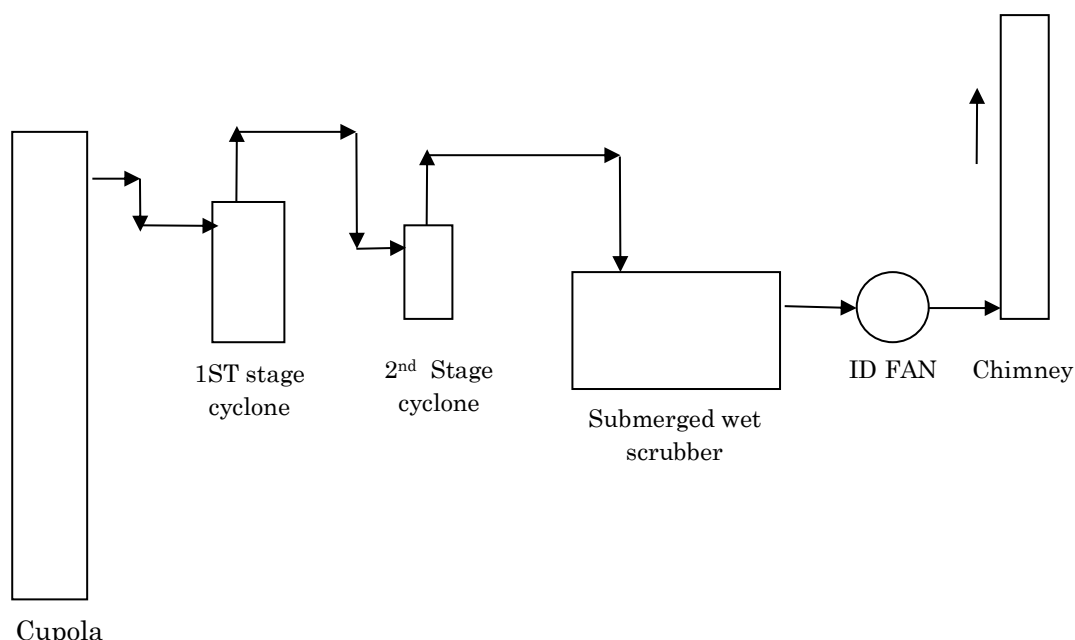 1ST stage
cyclone
2nd Stage
cyclone
Submerged wet
scrubber
ID FAN
Chimney
Cupola